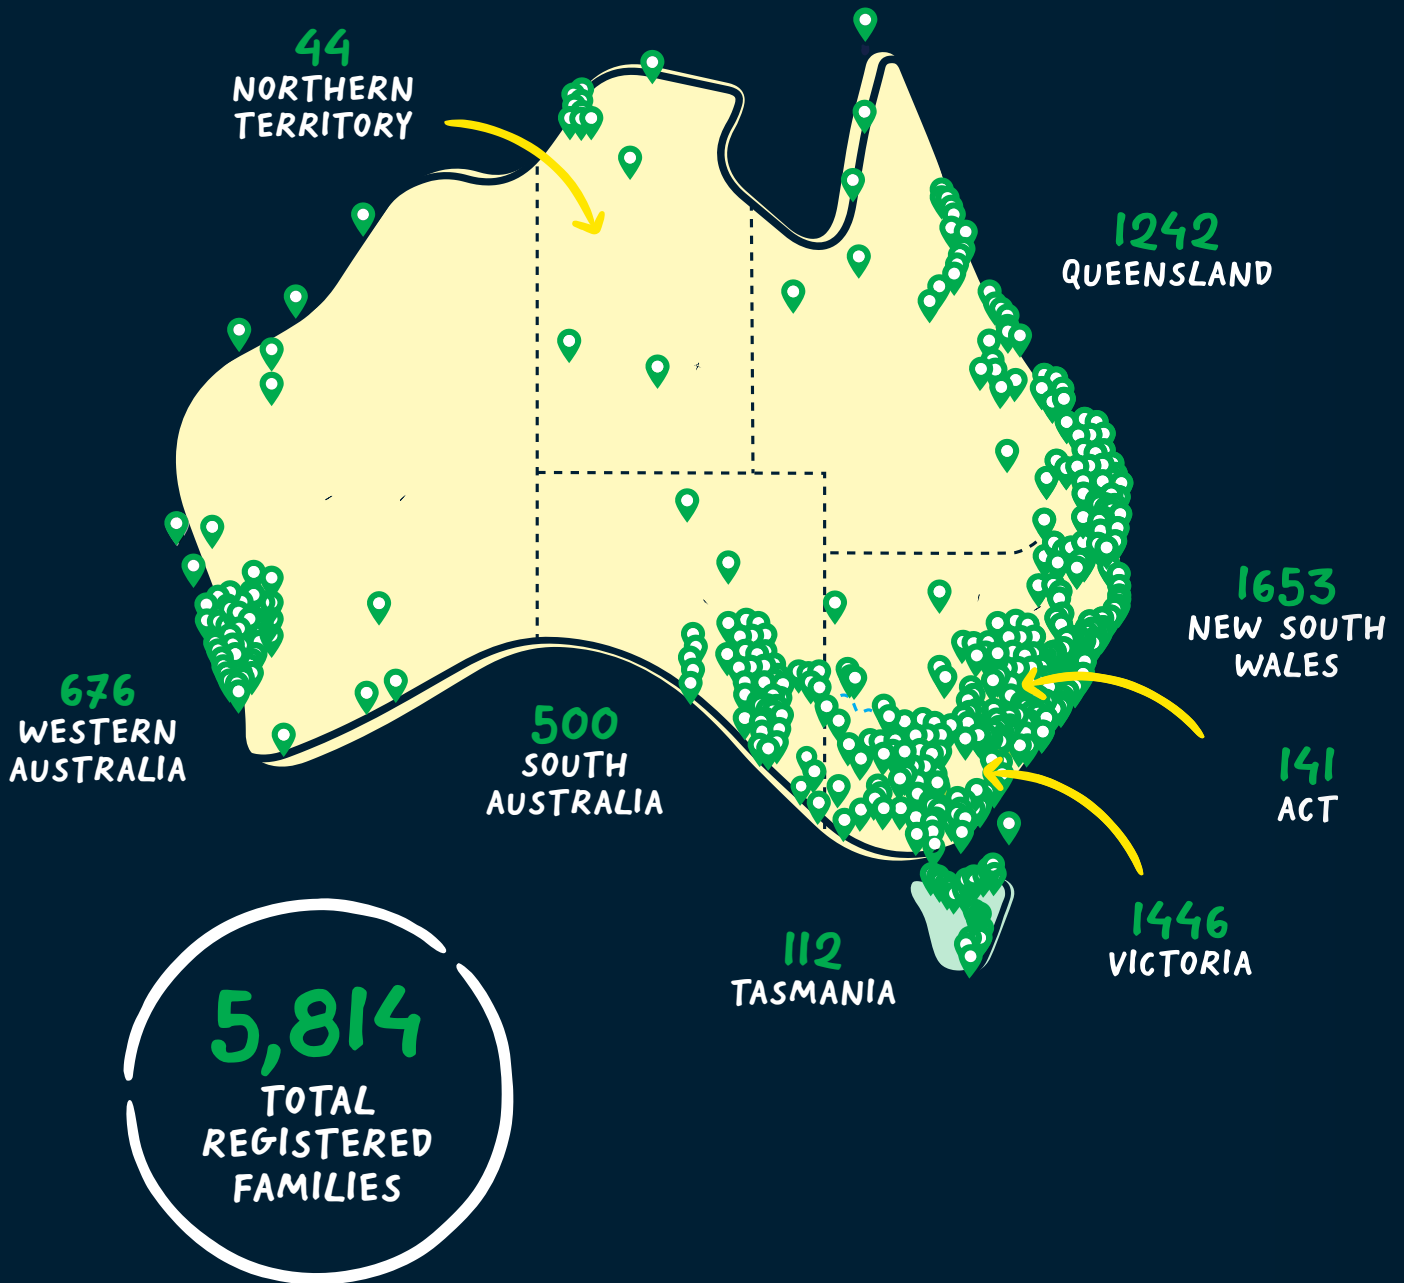 44
NORTHERN
TERRITORY
1242
QUEENSLAND
1653
NEW SOUTH
WALES
676
WESTERN
AUSTRALIA
500
SOUTH
AUSTRALIA
141
ACT
1446
VICTORIA
112
TASMANIA
5,814
TOTAL
REGISTERED
FAMILIES